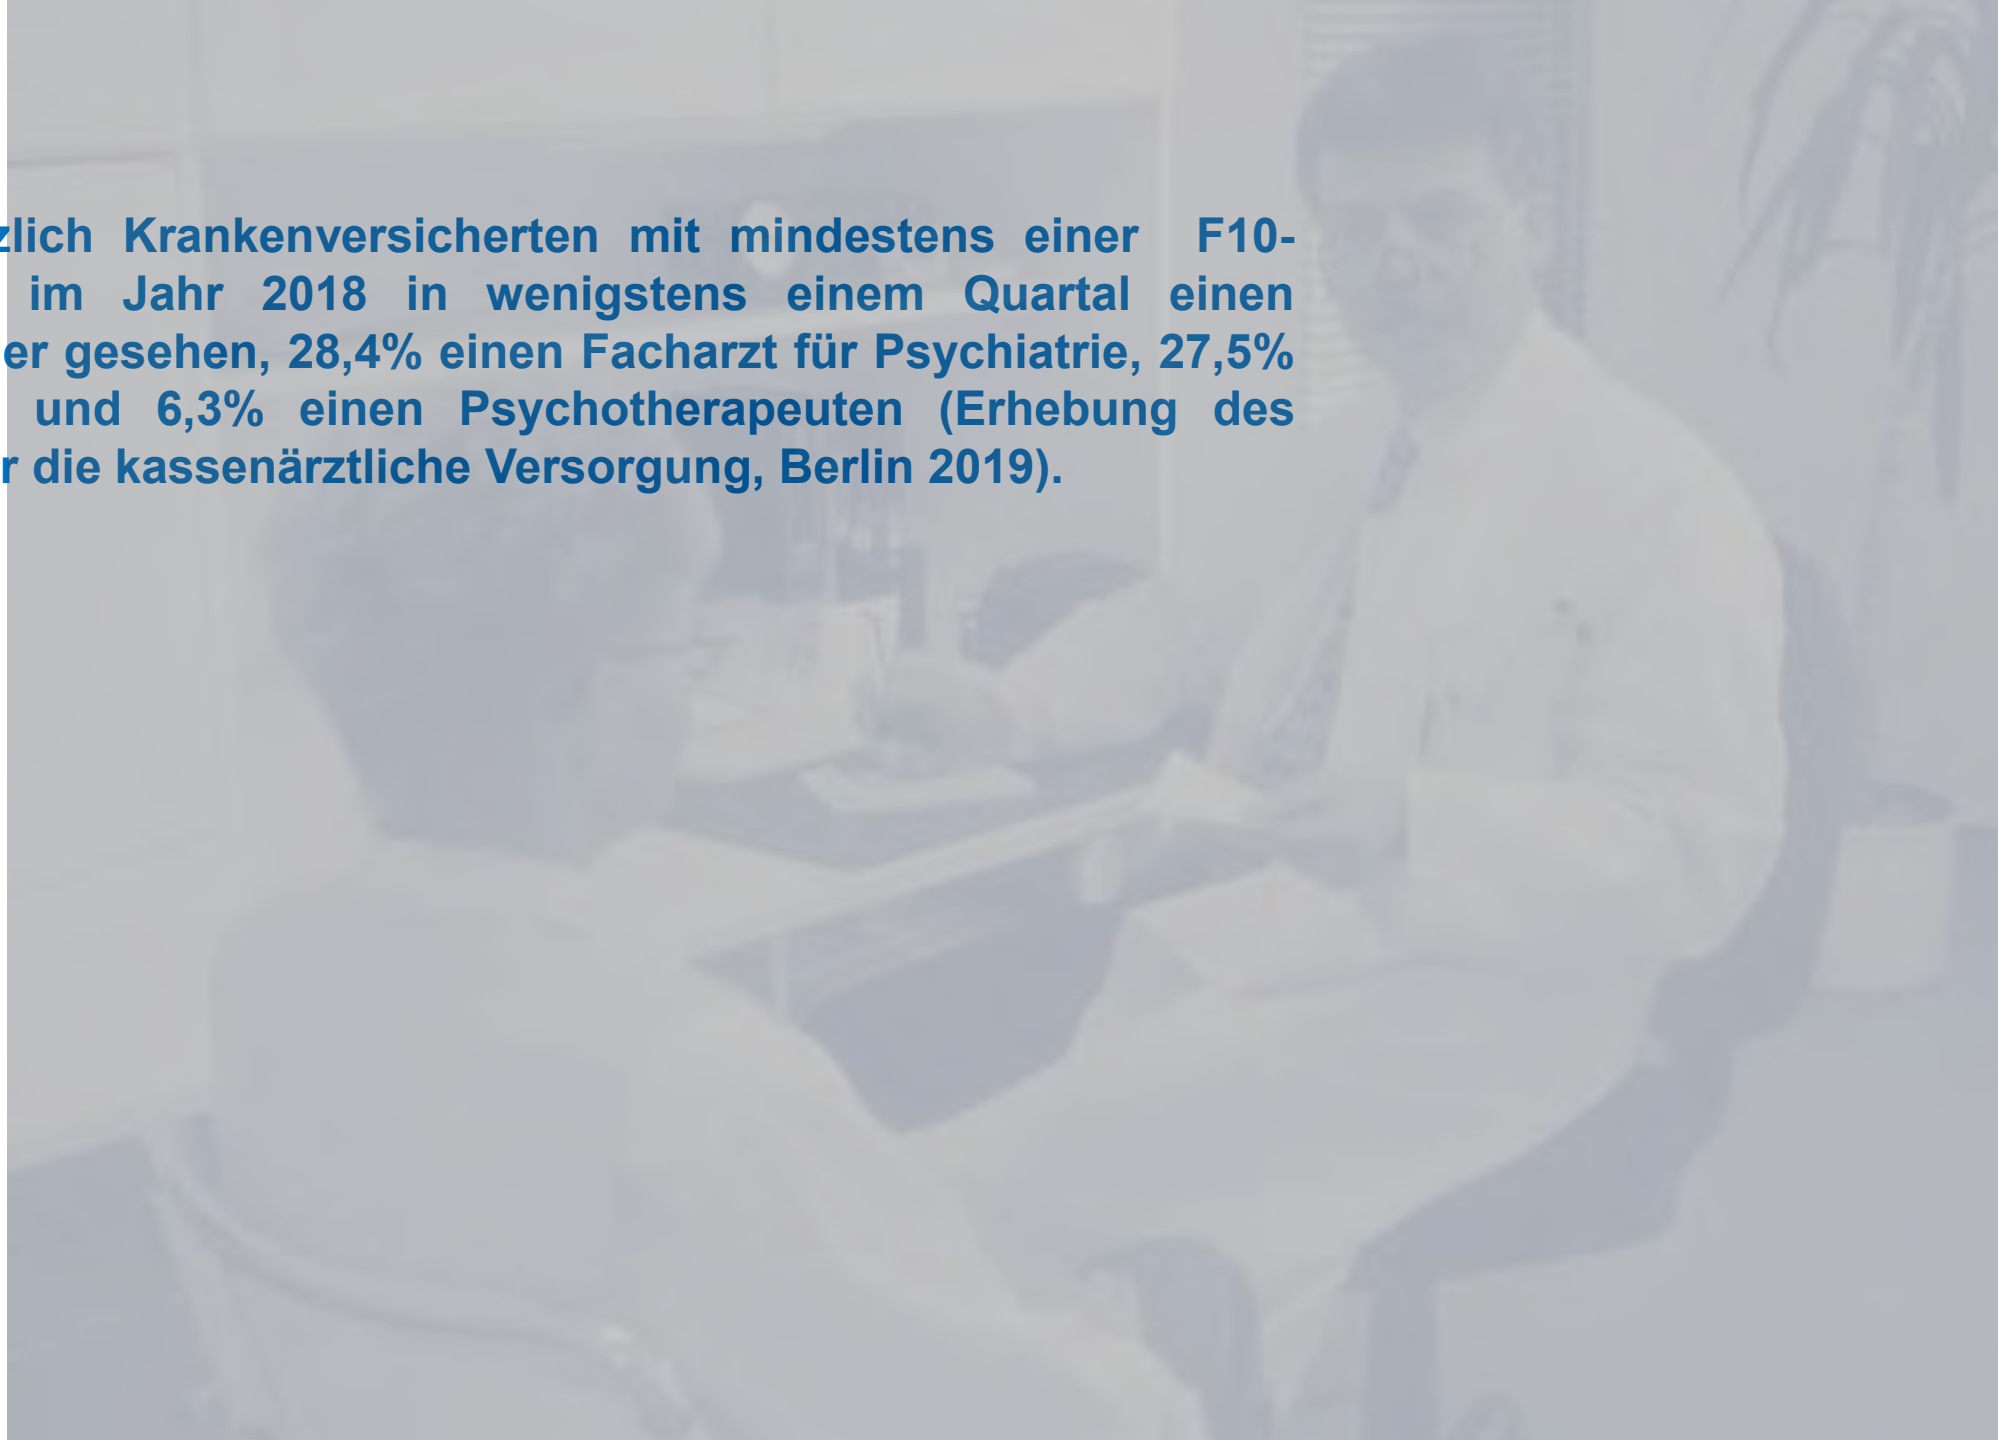 zlich Krankenversicherten mit mindestens einer F10-
im Jahr 2018 in wenigstens einem Quartal einen
er gesehen, 28,4% einen Facharzt für Psychiatrie, 27,5%
und 6,3% einen Psychotherapeuten (Erhebung des
r die kassenärztliche Versorgung, Berlin 2019).